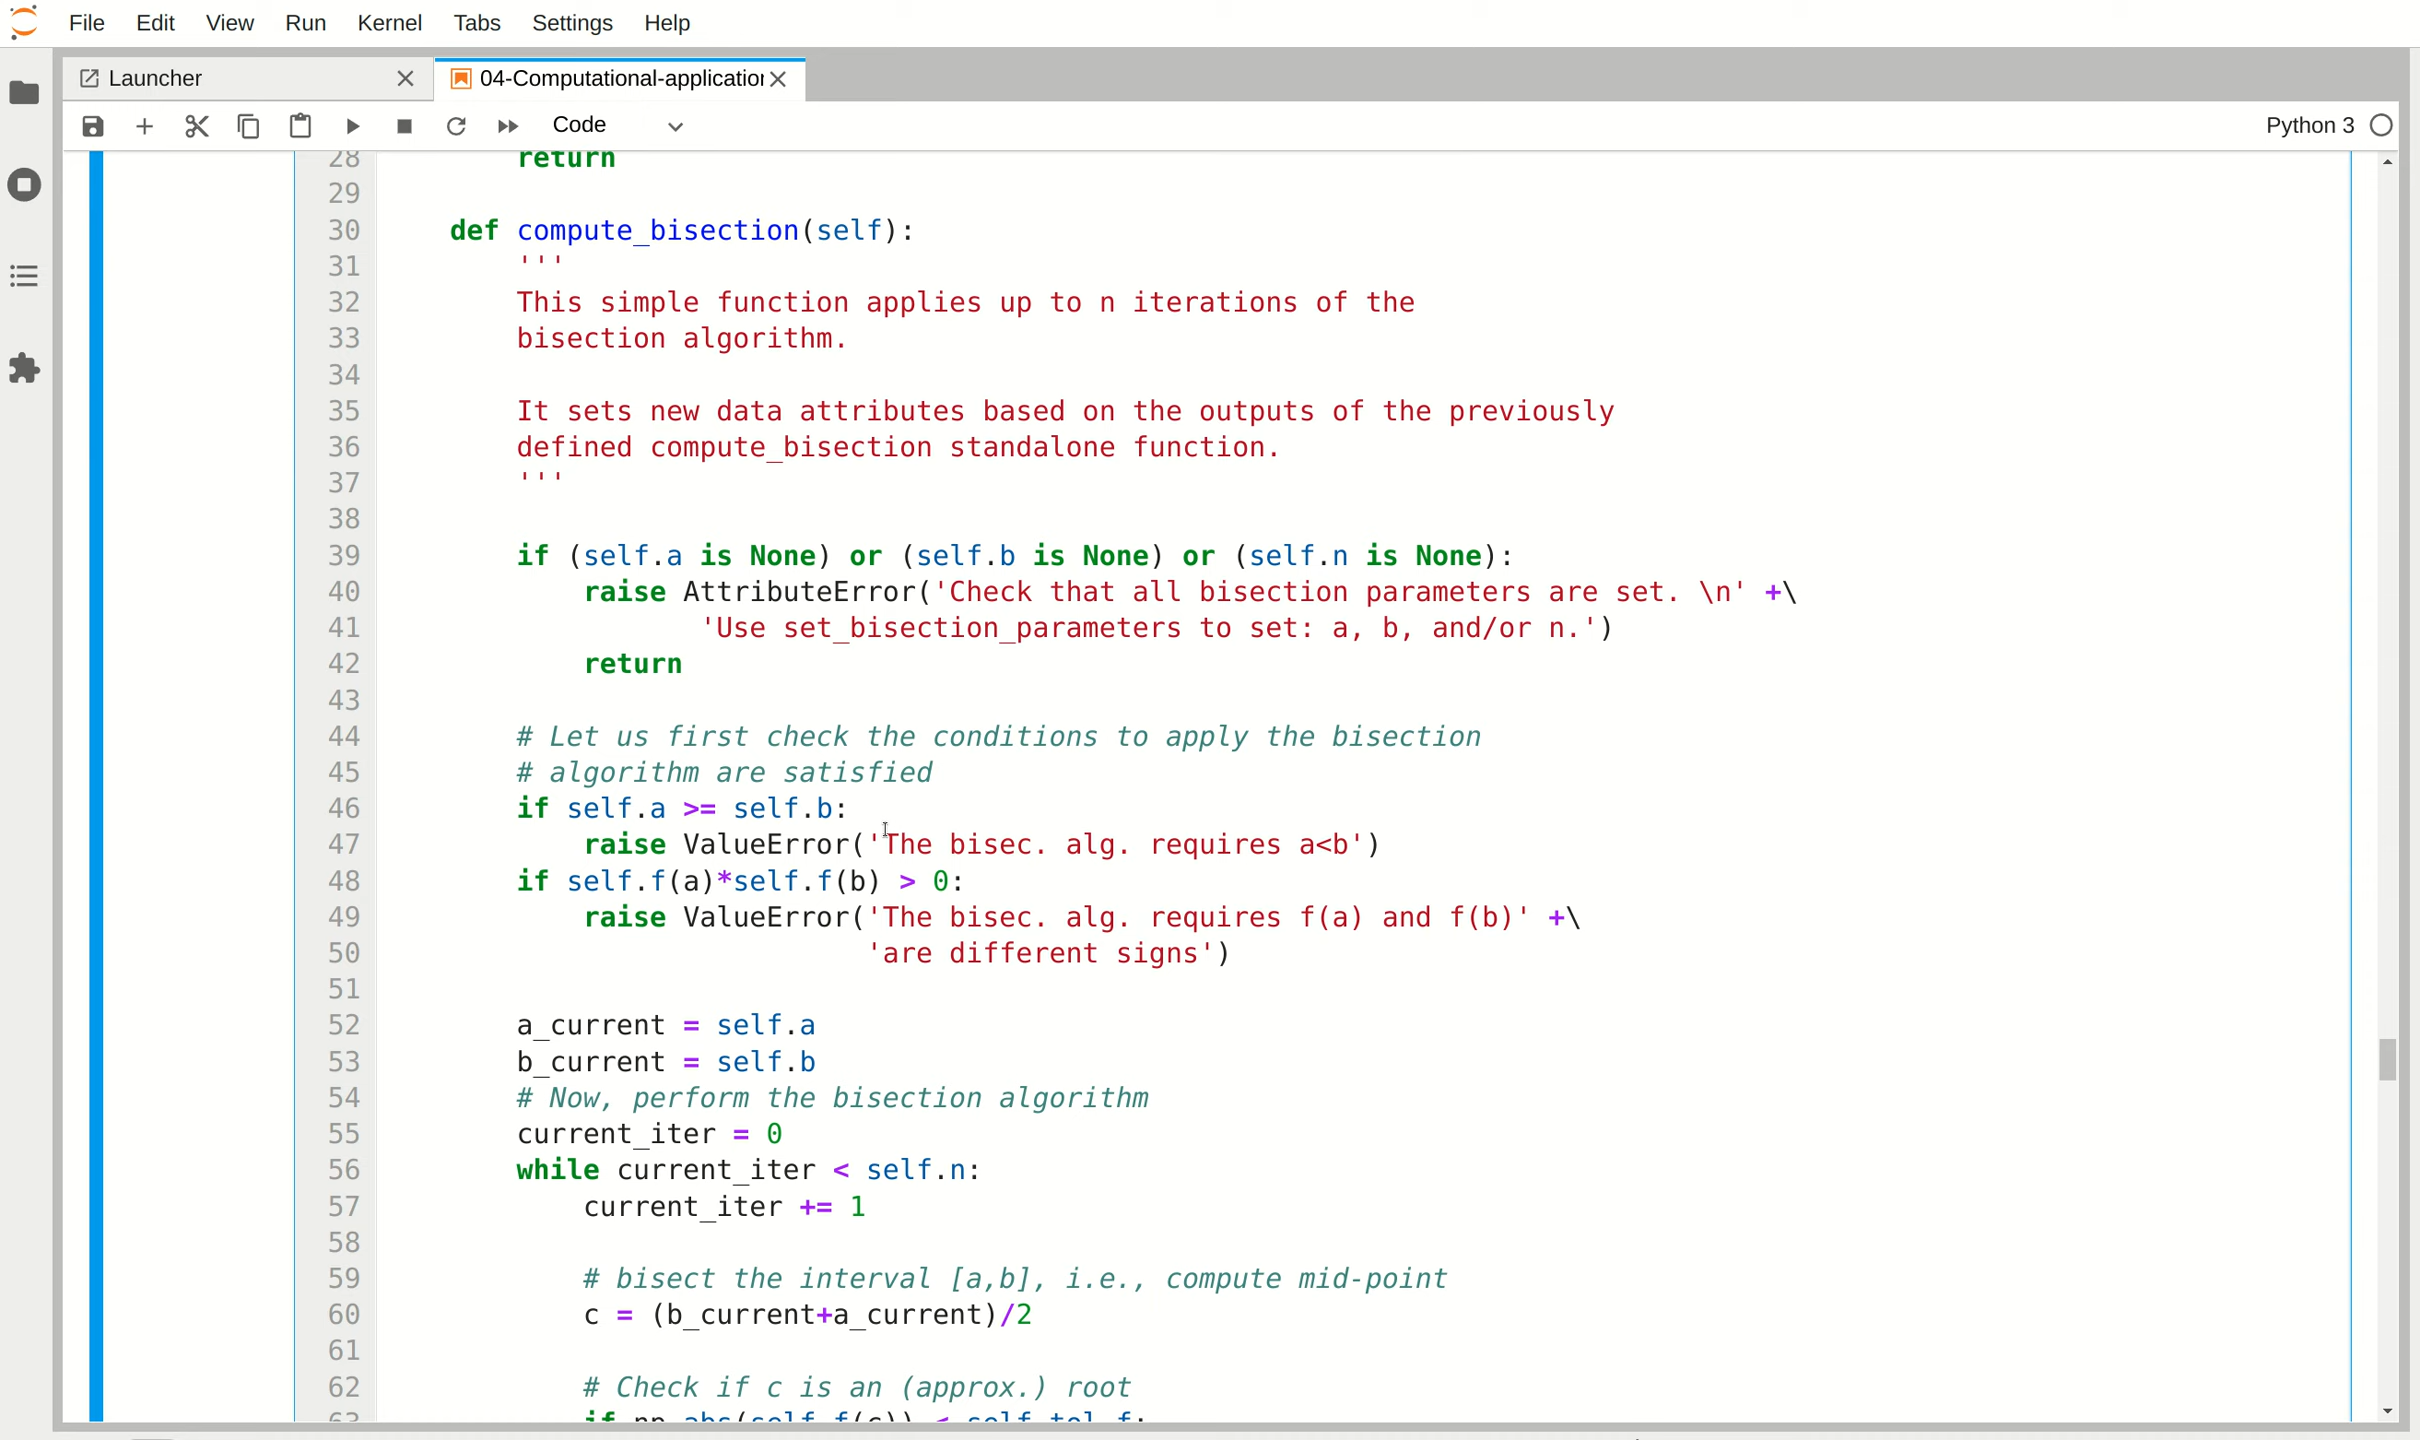 File Edit View Run Kernel Tabs Settings Help
Launcher 04-Computational-application
Code Python 3
28 return
29
30 def compute_bisection(self):
31 '''
32 This simple function applies up to n iterations of the
33 bisection algorithm.
34
35 It sets new data attributes based on the outputs of the previously
36 defined compute_bisection standalone function.
37 '''
38
39 if (self.a is None) or (self.b is None) or (self.n is None):
40 raise AttributeError('Check that all bisection parameters are set. \n' +\
41 'Use set_bisection_parameters to set: a, b, and/or n.')
42 return
43
44 # Let us first check the conditions to apply the bisection
45 # algorithm are satisfied
46 if self.a >= self.b:
47 raise ValueError('The bisec. alg. requires a<b')
48 if self.f(a)*self.f(b) > 0:
49 raise ValueError('The bisec. alg. requires f(a) and f(b)' +\
50 'are different signs')
51
52 a_current = self.a
53 b_current = self.b
54 # Now, perform the bisection algorithm
55 current_iter = 0
56 while current_iter < self.n:
57 current_iter += 1
58
59 # bisect the interval [a,b], i.e., compute mid-point
60 c = (b_current+a_current)/2
61
62 # Check if c is an (approx.) root
63 if np.abs(self.f(c)) < self.tol_f: